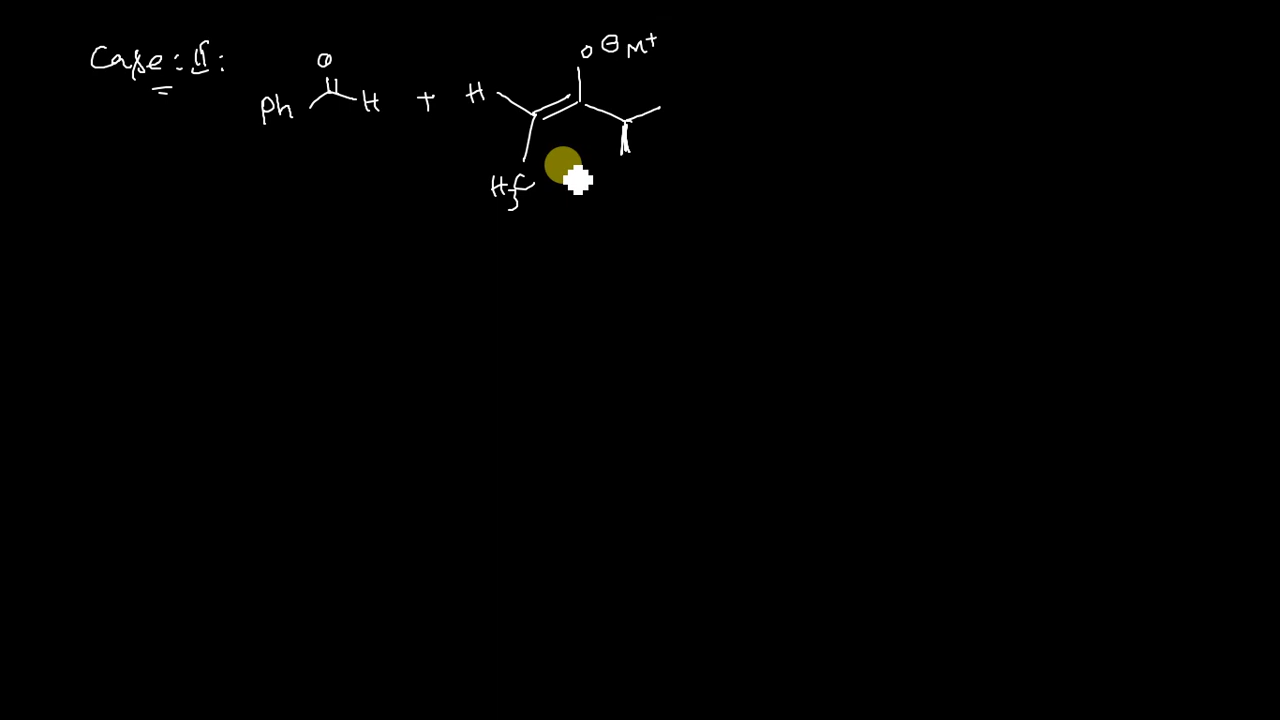 Case: II:
O
Ph H + H O ⊖ M+
H3C